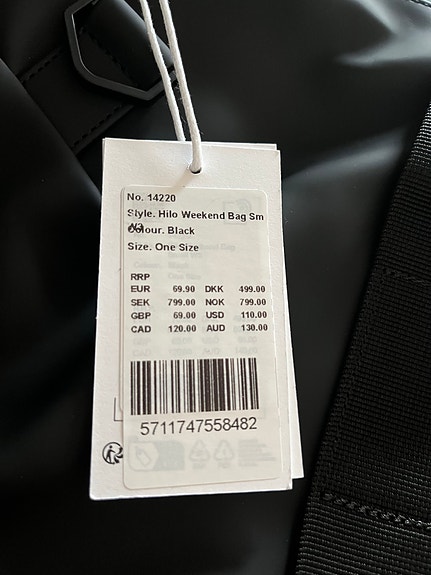 No. 14220
Style. Hilo Weekend Bag Sm
W3
Colour. Black
Size. One Size
RRP
EUR 69.90 DKK 499.00
SEK 799.00 NOK 799.00
GBP 69.00 USD 110.00
CAD 120.00 AUD 130.00
5711747558482